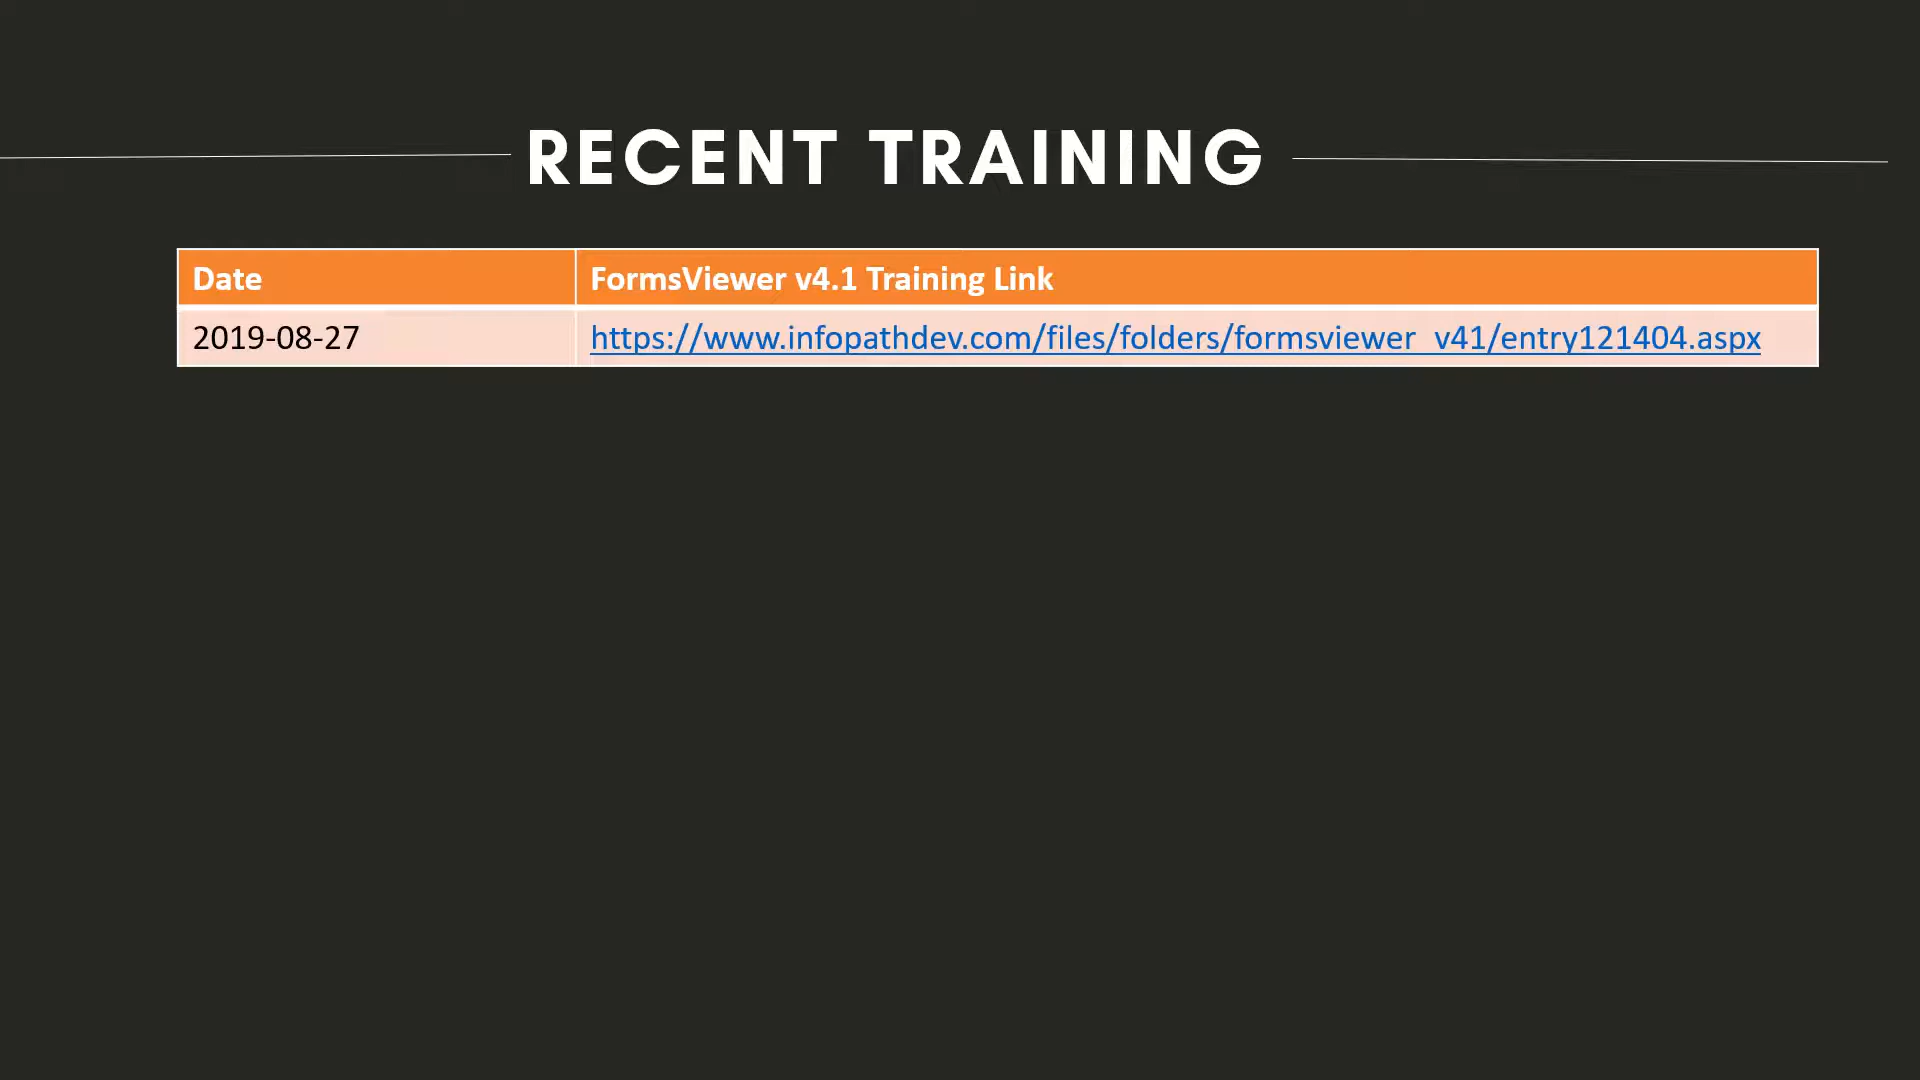 RECENT TRAINING
Date FormsViewer v4.1 Training Link
2019-08-27 https://www.infopathdev.com/files/folders/formsviewer_v41/entry121404.aspx